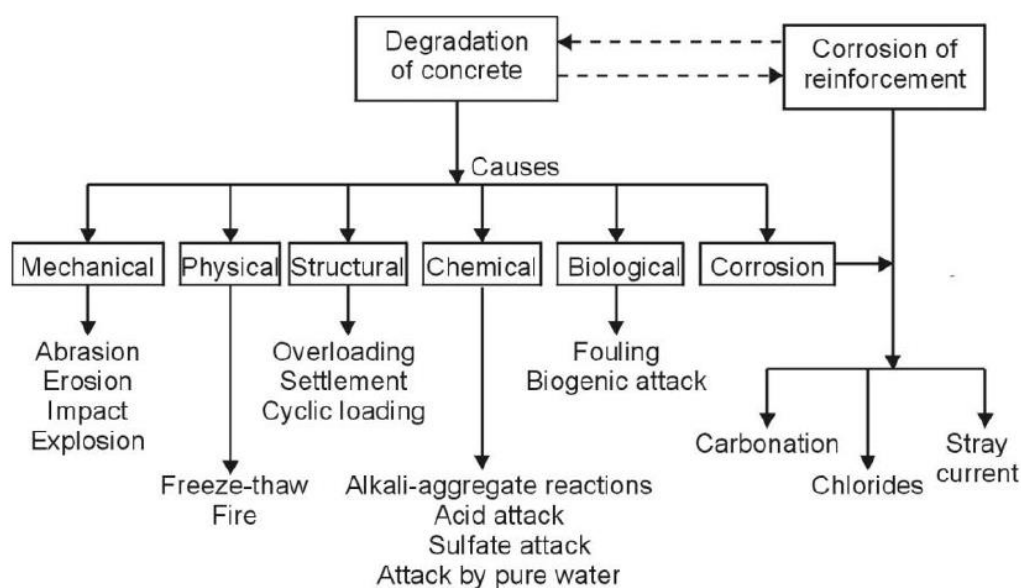 Degradation
of concrete
Corrosion of
reinforcement
Causes
Mechanical
Physical
Structural
Chemical
Biological
Corrosion
Abrasion
Erosion
Impact
Explosion
Freeze-thaw
Fire
Overloading
Settlement
Cyclic loading
Alkali-aggregate reactions
Acid attack
Sulfate attack
Attack by pure water
Fouling
Biogenic attack
Carbonation
Chlorides
Stray
current